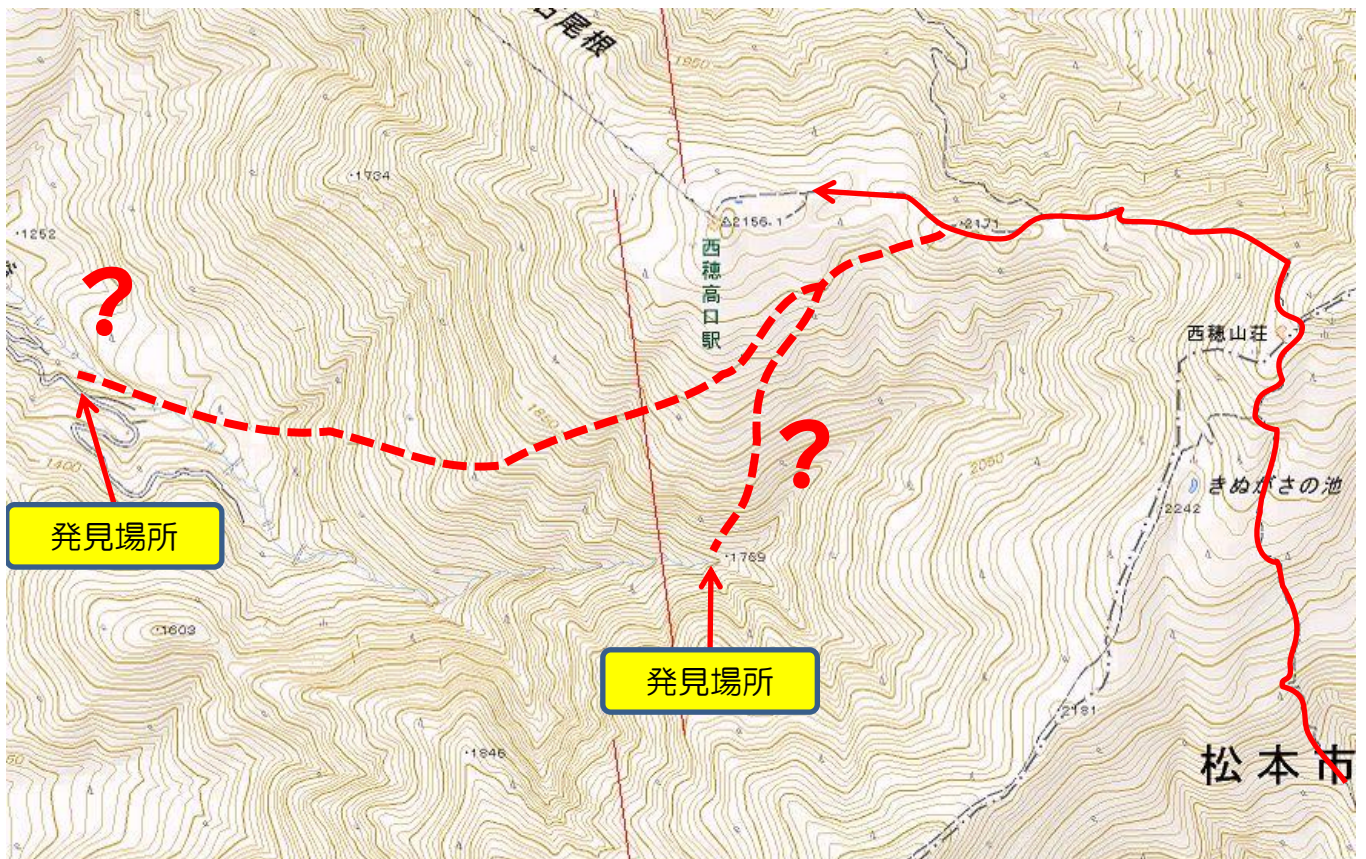 尾根
1850
・1734
・1252
△2156.1
・2171
西穂高口駅
?
西穂山荘
1850
?
1400
2050
きぬがさの池
・2242
発見場所
・1769
・1603
発見場所
・2181
・1846
松本市